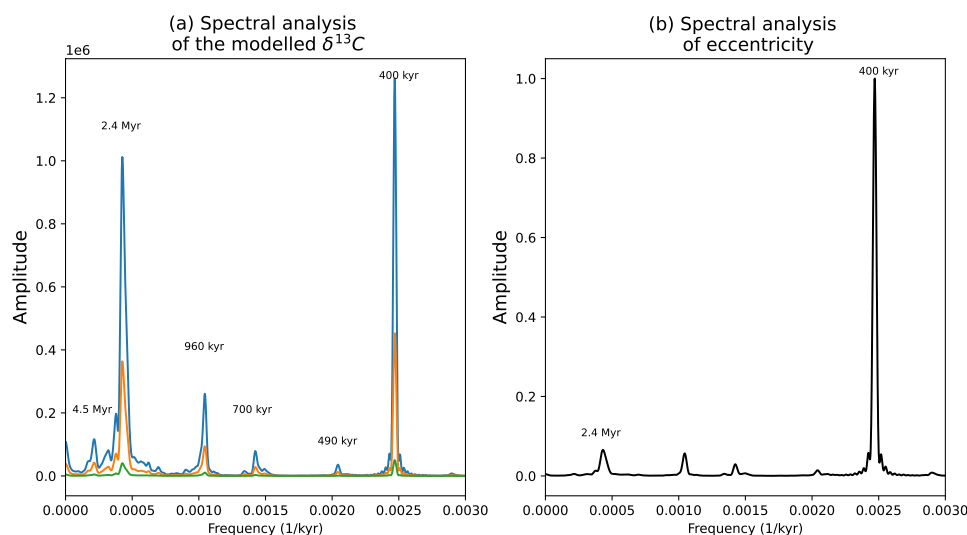 (a) Spectral analysis
of the modelled δ¹³C
1e6
400 kyr
2.4 Myr
960 kyr
4.5 Myr
700 kyr
490 kyr
1.2
1.0
0.8
0.6
0.4
0.2
0.0
Amplitude
0.0000 0.0005 0.0010 0.0015 0.0020 0.0025 0.0030
Frequency (1/kyr)
(b) Spectral analysis
of eccentricity
400 kyr
2.4 Myr
1.0
0.8
0.6
0.4
0.2
0.0
Amplitude
0.0000 0.0005 0.0010 0.0015 0.0020 0.0025 0.0030
Frequency (1/kyr)